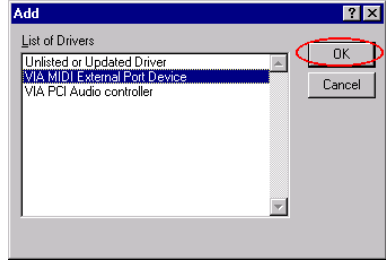 Add
List of Drivers
Unlisted or Updated Driver
VIA MIDI External Port Device
VIA PCI Audio controller
OK
Cancel